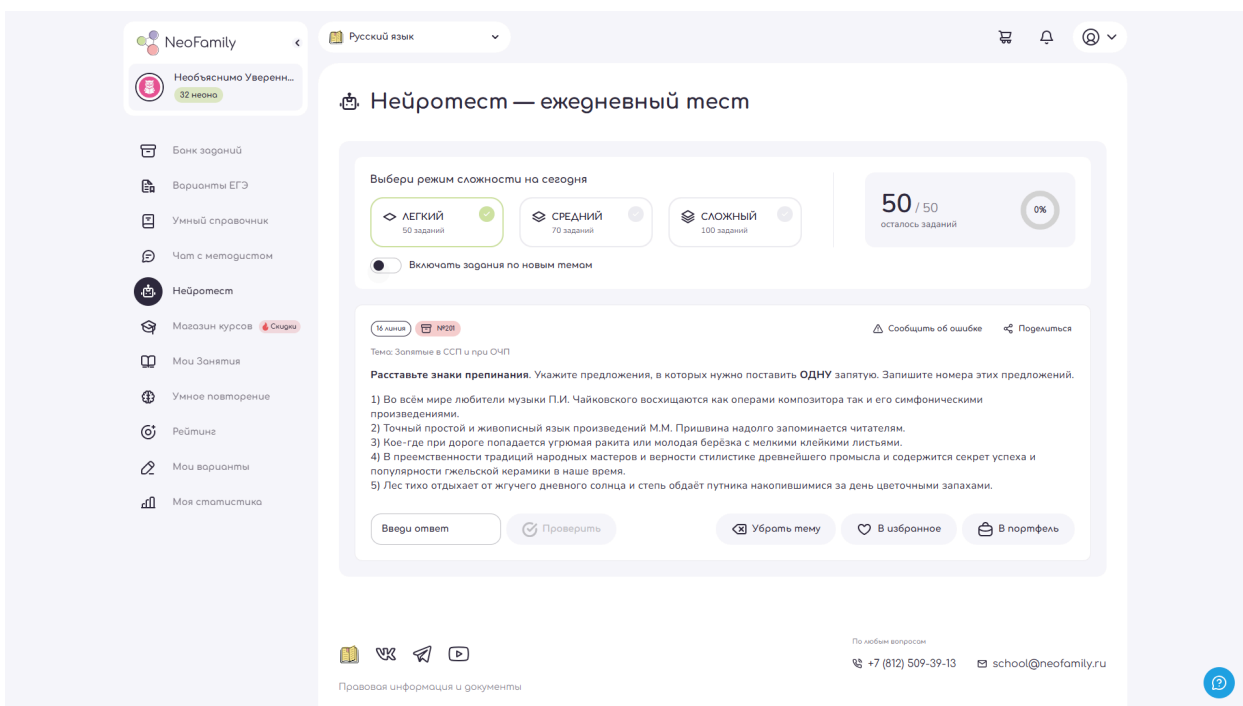 NeoFamily
Русский язык
Необъяснимо Уверенн...
32 неона
Банк заданий
Варианты ЕГЭ
Умный справочник
Чат с методистом
Нейротест
Магазин курсов
Скидки
Мои Занятия
Умное повторение
Рейтинг
Мои варианты
Моя статистика
Нейротест — ежедневный тест
Выбери режим сложности на сегодня
ЛЕГКИЙ
50 заданий
СРЕДНИЙ
70 заданий
СЛОЖНЫЙ
100 заданий
Включать задания по новым темам
50 / 50
осталось заданий
0%
16 линия
№201
Сообщить об ошибке
Поделиться
Тема: Запятые в ССП и при ОЧП
Расставьте знаки препинания. Укажите предложения, в которых нужно поставить ОДНУ запятую. Запишите номера этих предложений.
1) Во всём мире любители музыки П.И. Чайковского восхищаются как операми композитора так и его симфоническими
произведениями.
2) Точный простой и живописный язык произведений М.М. Пришвина надолго запоминается читателям.
3) Кое-где при дороге попадается угрюмая ракита или молодая берёзка с мелкими клейкими листьями.
4) В преемственности традиций народных мастеров и верности стилистике древнейшего промысла и содержится секрет успеха и
популярности гжельской керамики в наше время.
5) Лес тихо отдыхает от жгучего дневного солнца и степь обдаёт путника накопившимися за день цветочными запахами.
Введи ответ
Проверить
Убрать тему
В избранное
В портфель
По любым вопросам
+7 (812) 509-39-13
school@neofamily.ru
Правовая информация и документы